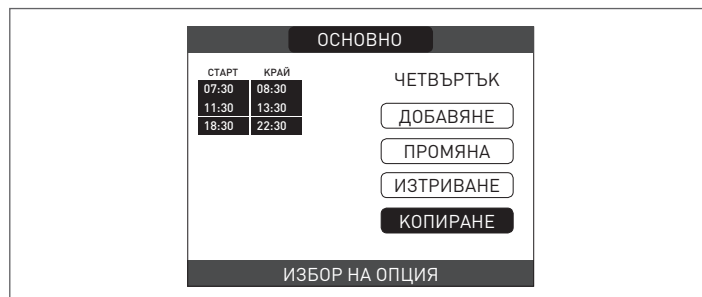 ОСНОВНО
СТАРТ КРАЙ
07:30 08:30
11:30 13:30
18:30 22:30
ЧЕТВЪРТЪК
ДОБАВЯНЕ
ПРОМЯНА
ИЗТРИВАНЕ
КОПИРАНЕ
ИЗБОР НА ОПЦИЯ